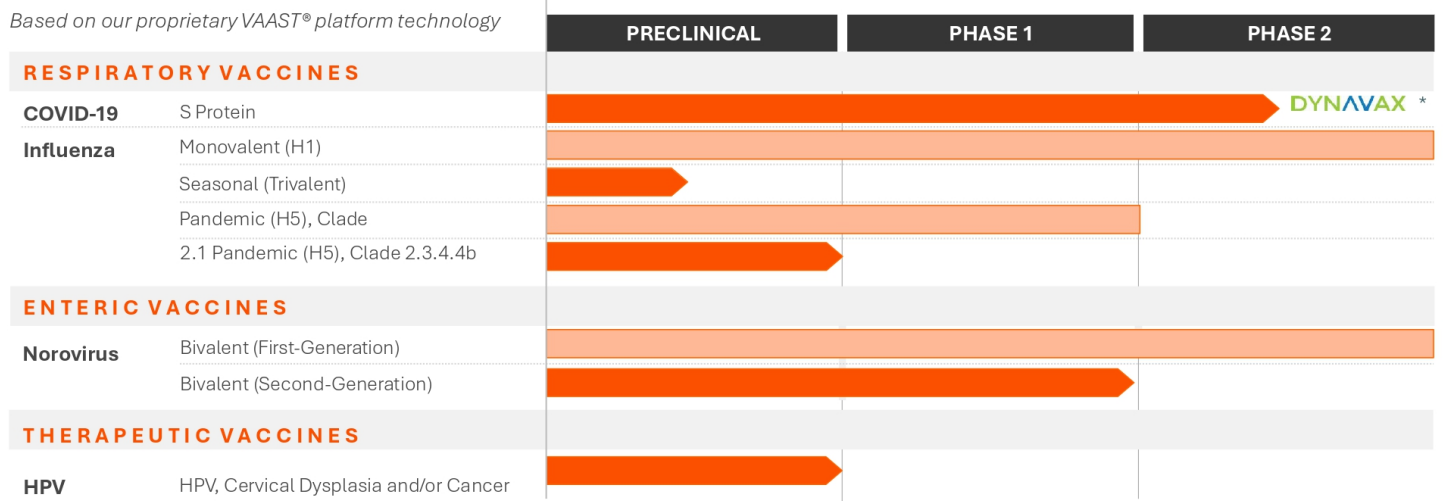 Based on our proprietary VAAST® platform technology
PRECLINICAL
PHASE 1
PHASE 2
RESPIRATORY VACCINES
COVID-19
S Protein
DYNAVAX *
Influenza
Monovalent (H1)
Seasonal (Trivalent)
Pandemic (H5), Clade
2.1 Pandemic (H5), Clade 2.3.4.4b
ENTERIC VACCINES
Norovirus
Bivalent (First-Generation)
Bivalent (Second-Generation)
THERAPEUTIC VACCINES
HPV
HPV, Cervical Dysplasia and/or Cancer